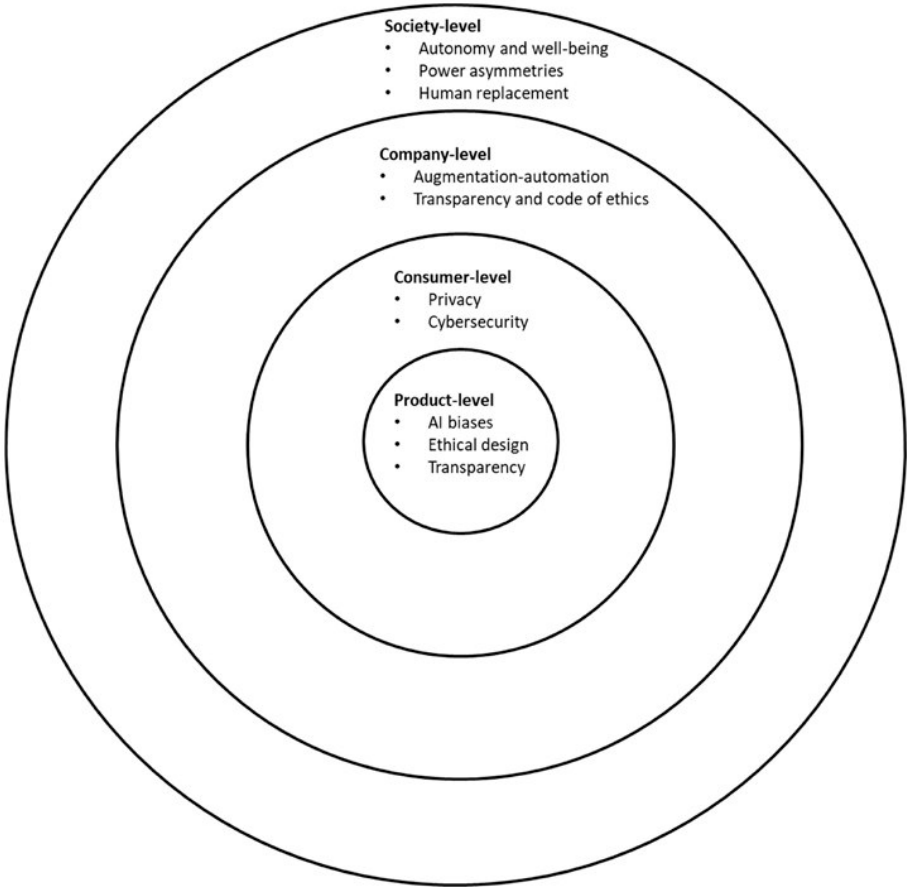 Society-level
• Autonomy and well-being
• Power asymmetries
• Human replacement
Company-level
• Augmentation-automation
• Transparency and code of ethics
Consumer-level
• Privacy
• Cybersecurity
Product-level
• AI biases
• Ethical design
• Transparency